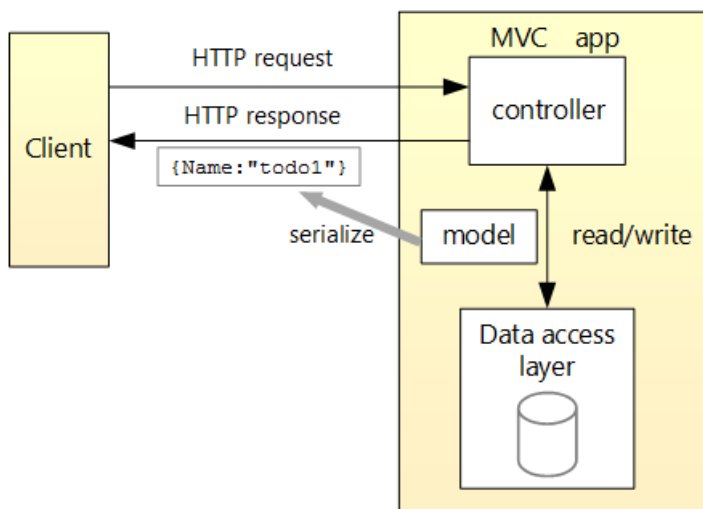 MVC app
HTTP request
controller
HTTP response
Client
{Name:"todo1"}
serialize
model
read/write
Data access
layer